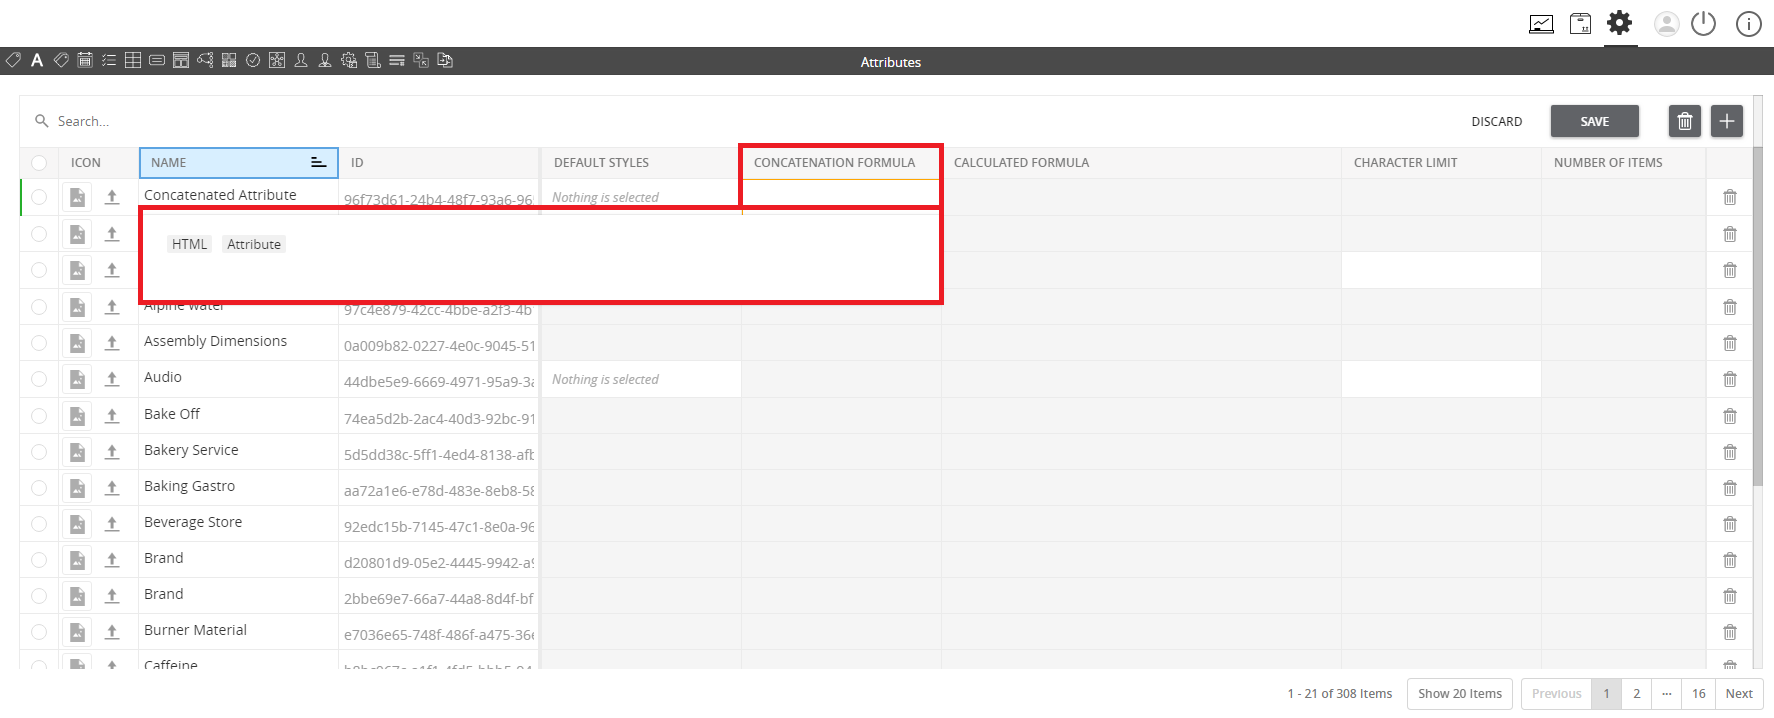 Attributes
Search...
DISCARD SAVE
ICON NAME ID DEFAULT STYLES CONCATENATION FORMULA CALCULATED FORMULA CHARACTER LIMIT NUMBER OF ITEMS
Concatenated Attribute 96f73d61-24b4-48f7-93a6-96 Nothing is selected
HTML Attribute
Alpine Water 97c4e879-42cc-4bbe-a2f3-4b
Assembly Dimensions 0a009b82-0227-4e0c-9045-51
Audio 44dbe5e9-6669-4971-95a9-3a Nothing is selected
Bake Off 74ea5d2b-2ac4-40d3-92bc-91
Bakery Service 5d5dd38c-5ff1-4ed4-8138-afb
Baking Gastro aa72a1e6-e78d-483e-8eb8-58
Beverage Store 92edc15b-7145-47c1-8e0a-96
Brand d20801d9-05e2-4445-9942-a9
Brand 2bbe69e7-66a7-44a8-8d4f-bf
Burner Material e7036e65-748f-486f-a475-36e
Caffeine
1 - 21 of 308 Items Show 20 Items Previous 1 2 ... 16 Next